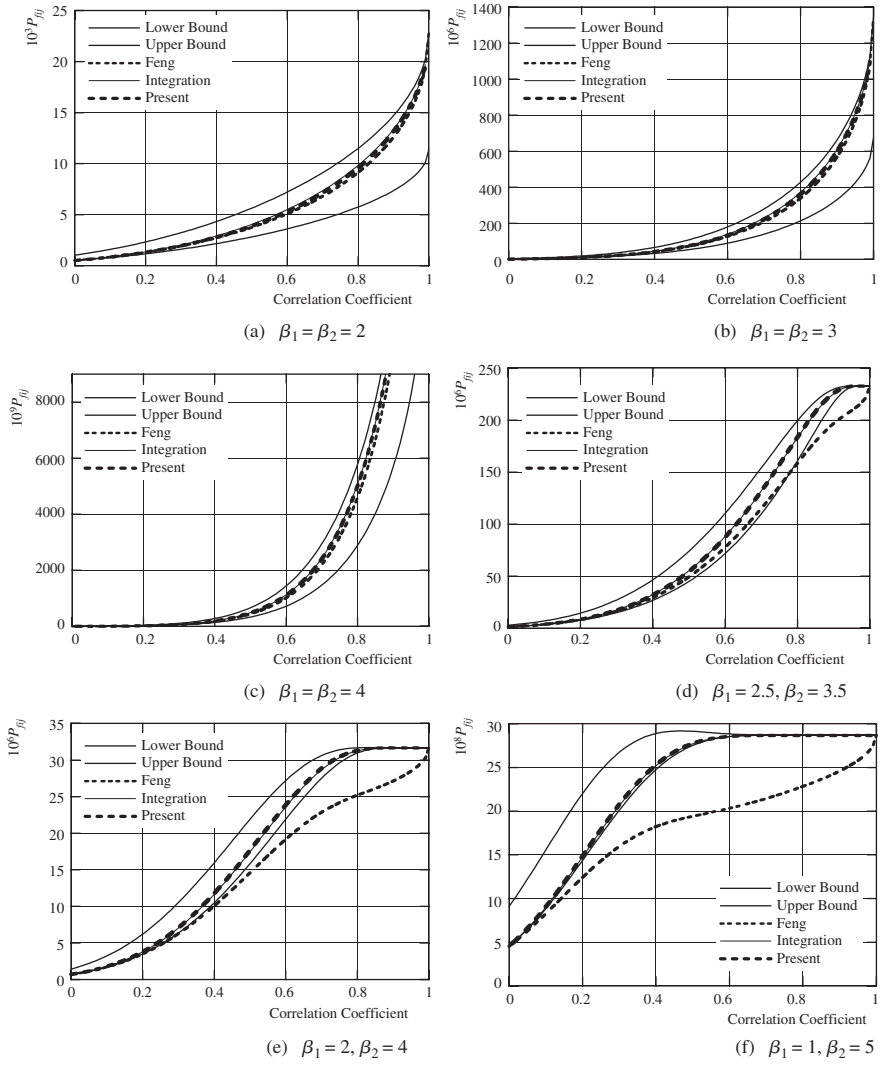 10³P_fij
25
20
15
10
5
0
Lower Bound
Upper Bound
Feng
Integration
Present
0 0.2 0.4 0.6 0.8 1
Correlation Coefficient
(a) β₁ = β₂ = 2
10⁶P_fij
1400
1200
1000
800
600
400
200
0
Lower Bound
Upper Bound
Feng
Integration
Present
0 0.2 0.4 0.6 0.8 1
Correlation Coefficient
(b) β₁ = β₂ = 3
10⁹P_fij
8000
6000
4000
2000
0
Lower Bound
Upper Bound
Feng
Integration
Present
0 0.2 0.4 0.6 0.8 1
Correlation Coefficient
(c) β₁ = β₂ = 4
10⁶P_fij
250
200
150
100
50
0
Lower Bound
Upper Bound
Feng
Integration
Present
0 0.2 0.4 0.6 0.8 1
Correlation Coefficient
(d) β₁ = 2.5, β₂ = 3.5
10⁶P_fij
35
30
25
20
15
10
5
0
Lower Bound
Upper Bound
Feng
Integration
Present
0 0.2 0.4 0.6 0.8 1
Correlation Coefficient
(e) β₁ = 2, β₂ = 4
10⁸P_fij
30
25
20
15
10
5
0
Lower Bound
Upper Bound
Feng
Integration
Present
0 0.2 0.4 0.6 0.8 1
Correlation Coefficient
(f) β₁ = 1, β₂ = 5